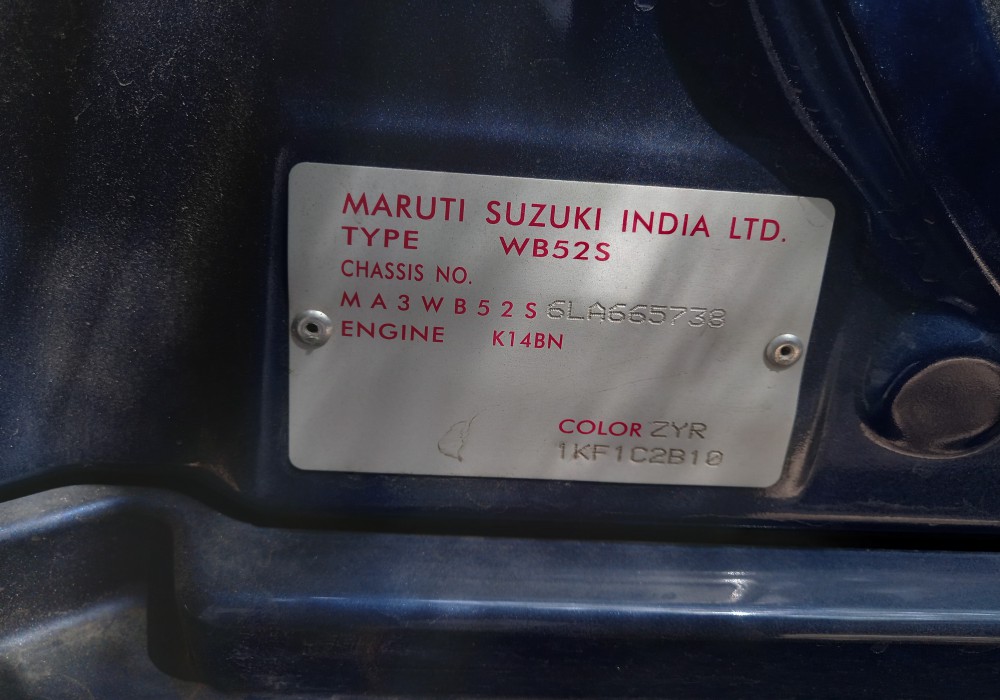 MARUTI SUZUKI INDIA LTD.
TYPE WB52S
CHASSIS NO.
MA3WB52S6LA665738
ENGINE K14BN
COLOR ZYR
1KF1C2B10